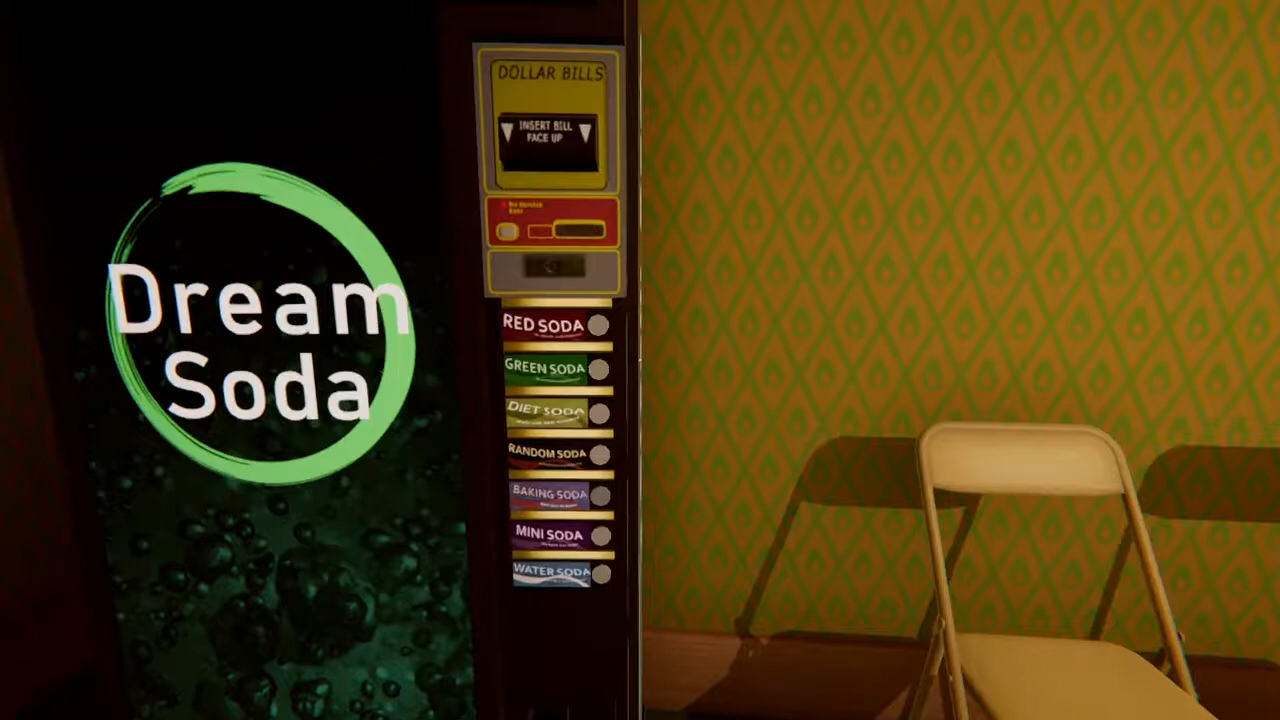 Dream
Soda
DOLLAR BILLS
INSERT BILL
FACE UP
RED SODA
GREEN SODA
DIET SODA
RANDOM SODA
BAKING SODA
MINI SODA
WATER SODA